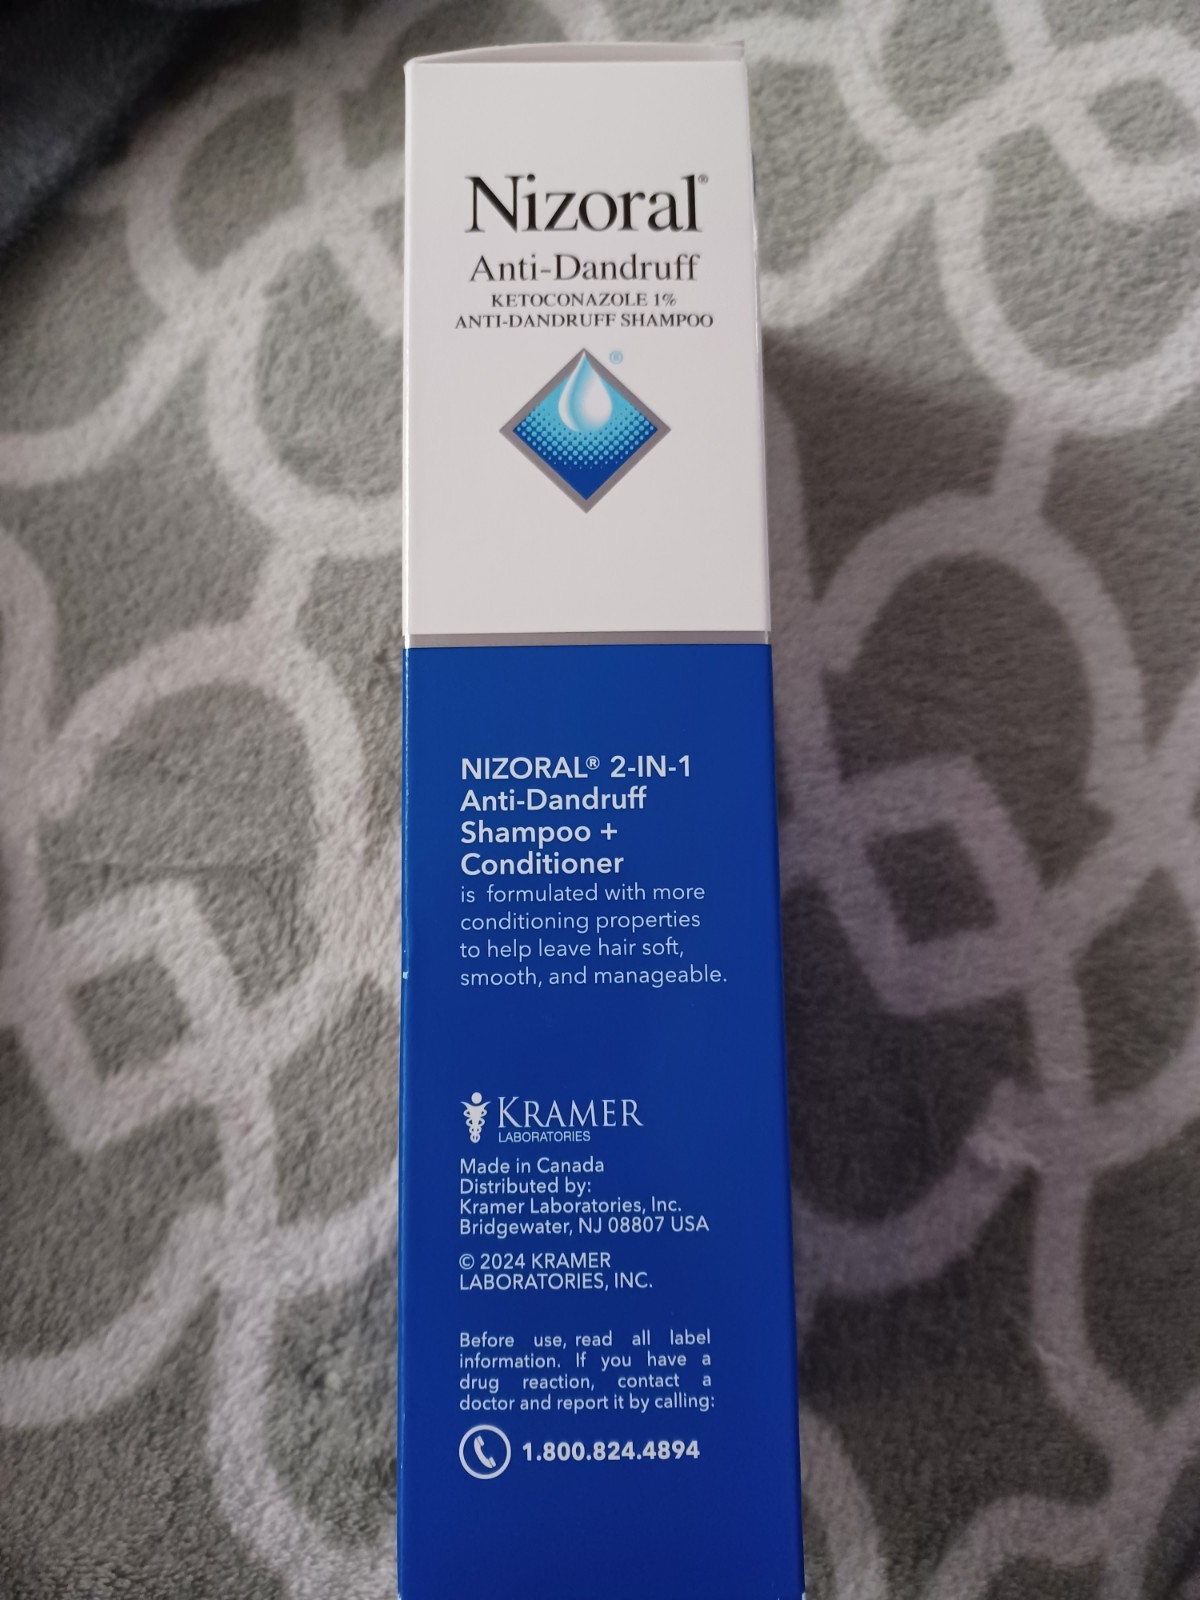 Nizoral®
Anti-Dandruff
KETOCONAZOLE 1%
ANTI-DANDRUFF SHAMPOO
®
NIZORAL® 2-IN-1
Anti-Dandruff
Shampoo +
Conditioner
is formulated with more
conditioning properties
to help leave hair soft,
smooth, and manageable.
KRAMER
LABORATORIES
Made in Canada
Distributed by:
Kramer Laboratories, Inc.
Bridgewater, NJ 08807 USA
© 2024 KRAMER
LABORATORIES, INC.
Before use, read all label
information. If you have a
drug reaction, contact a
doctor and report it by calling:
1.800.824.4894